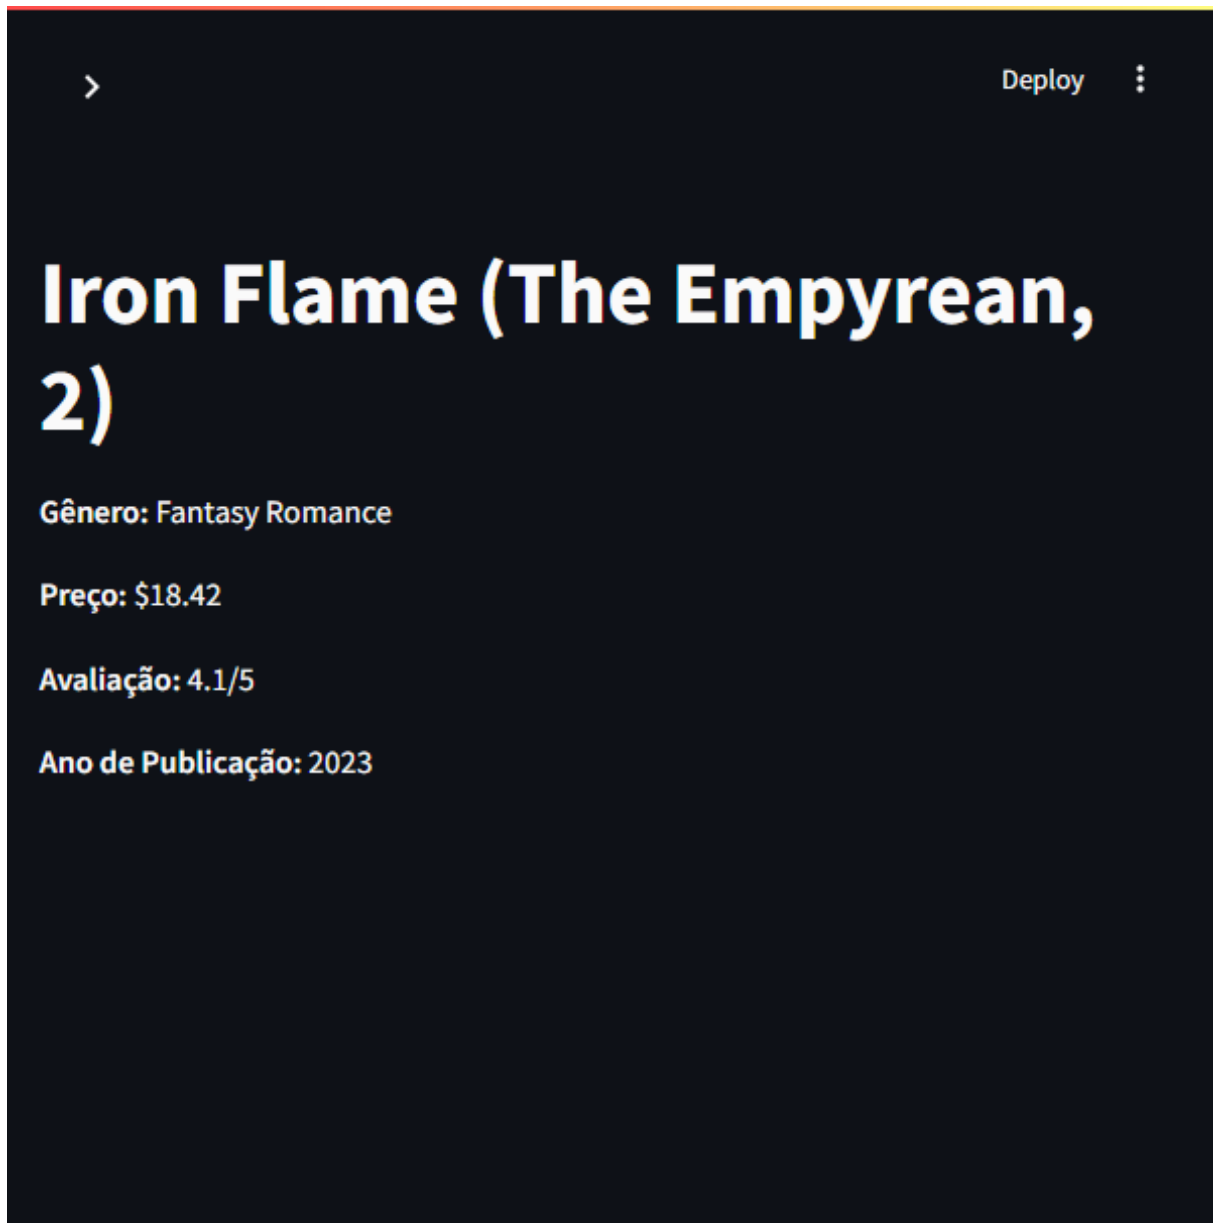 Deploy
Iron Flame (The Empyrean,
2)
Gênero: Fantasy Romance
Preço: $18.42
Avaliação: 4.1/5
Ano de Publicação: 2023